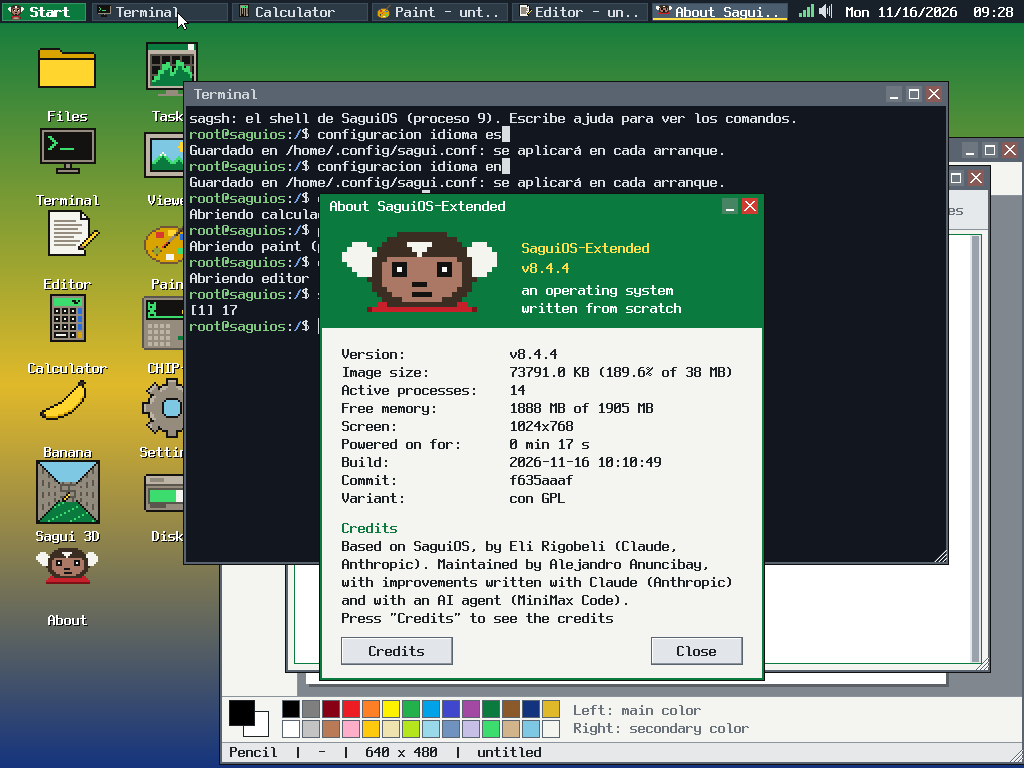 Start
Terminal
Calculator
Paint - unt..
Editor - un..
About Sagui..
Mon 11/16/2026 09:28
Files
Task
Terminal
Viewe
Editor
Pain
Calculator
CHIP-
Banana
Settin
Sagui 3D
Disk
About
Terminal
sagsh: el shell de SaguiOS (proceso 9). Escribe ajuda para ver los comandos.
root@saguios:/$ configuracion idioma es
Guardado en /home/.config/sagui.conf: se aplicará en cada arranque.
root@saguios:/$ configuracion idioma en
Guardado en /home/.config/sagui.conf: se aplicará en cada arranque.
root@saguios:/$
Abriendo calcula
root@saguios:/$
Abriendo paint (
root@saguios:/$
Abriendo editor
root@saguios:/$
[1] 17
root@saguios:/$
es
About SaguiOS-Extended
SaguiOS-Extended
v8.4.4
an operating system
written from scratch
Version: v8.4.4
Image size: 73791.0 KB (189.6% of 38 MB)
Active processes: 14
Free memory: 1888 MB of 1905 MB
Screen: 1024x768
Powered on for: 0 min 17 s
Build: 2026-11-16 10:10:49
Commit: f635aaaf
Variant: con GPL
Credits
Based on SaguiOS, by Eli Rigobeli (Claude,
Anthropic). Maintained by Alejandro Anuncibay,
with improvements written with Claude (Anthropic)
and with an AI agent (MiniMax Code).
Press "Credits" to see the credits
Credits
Close
Left: main color
Right: secondary color
Pencil | - | 640 x 480 | untitled